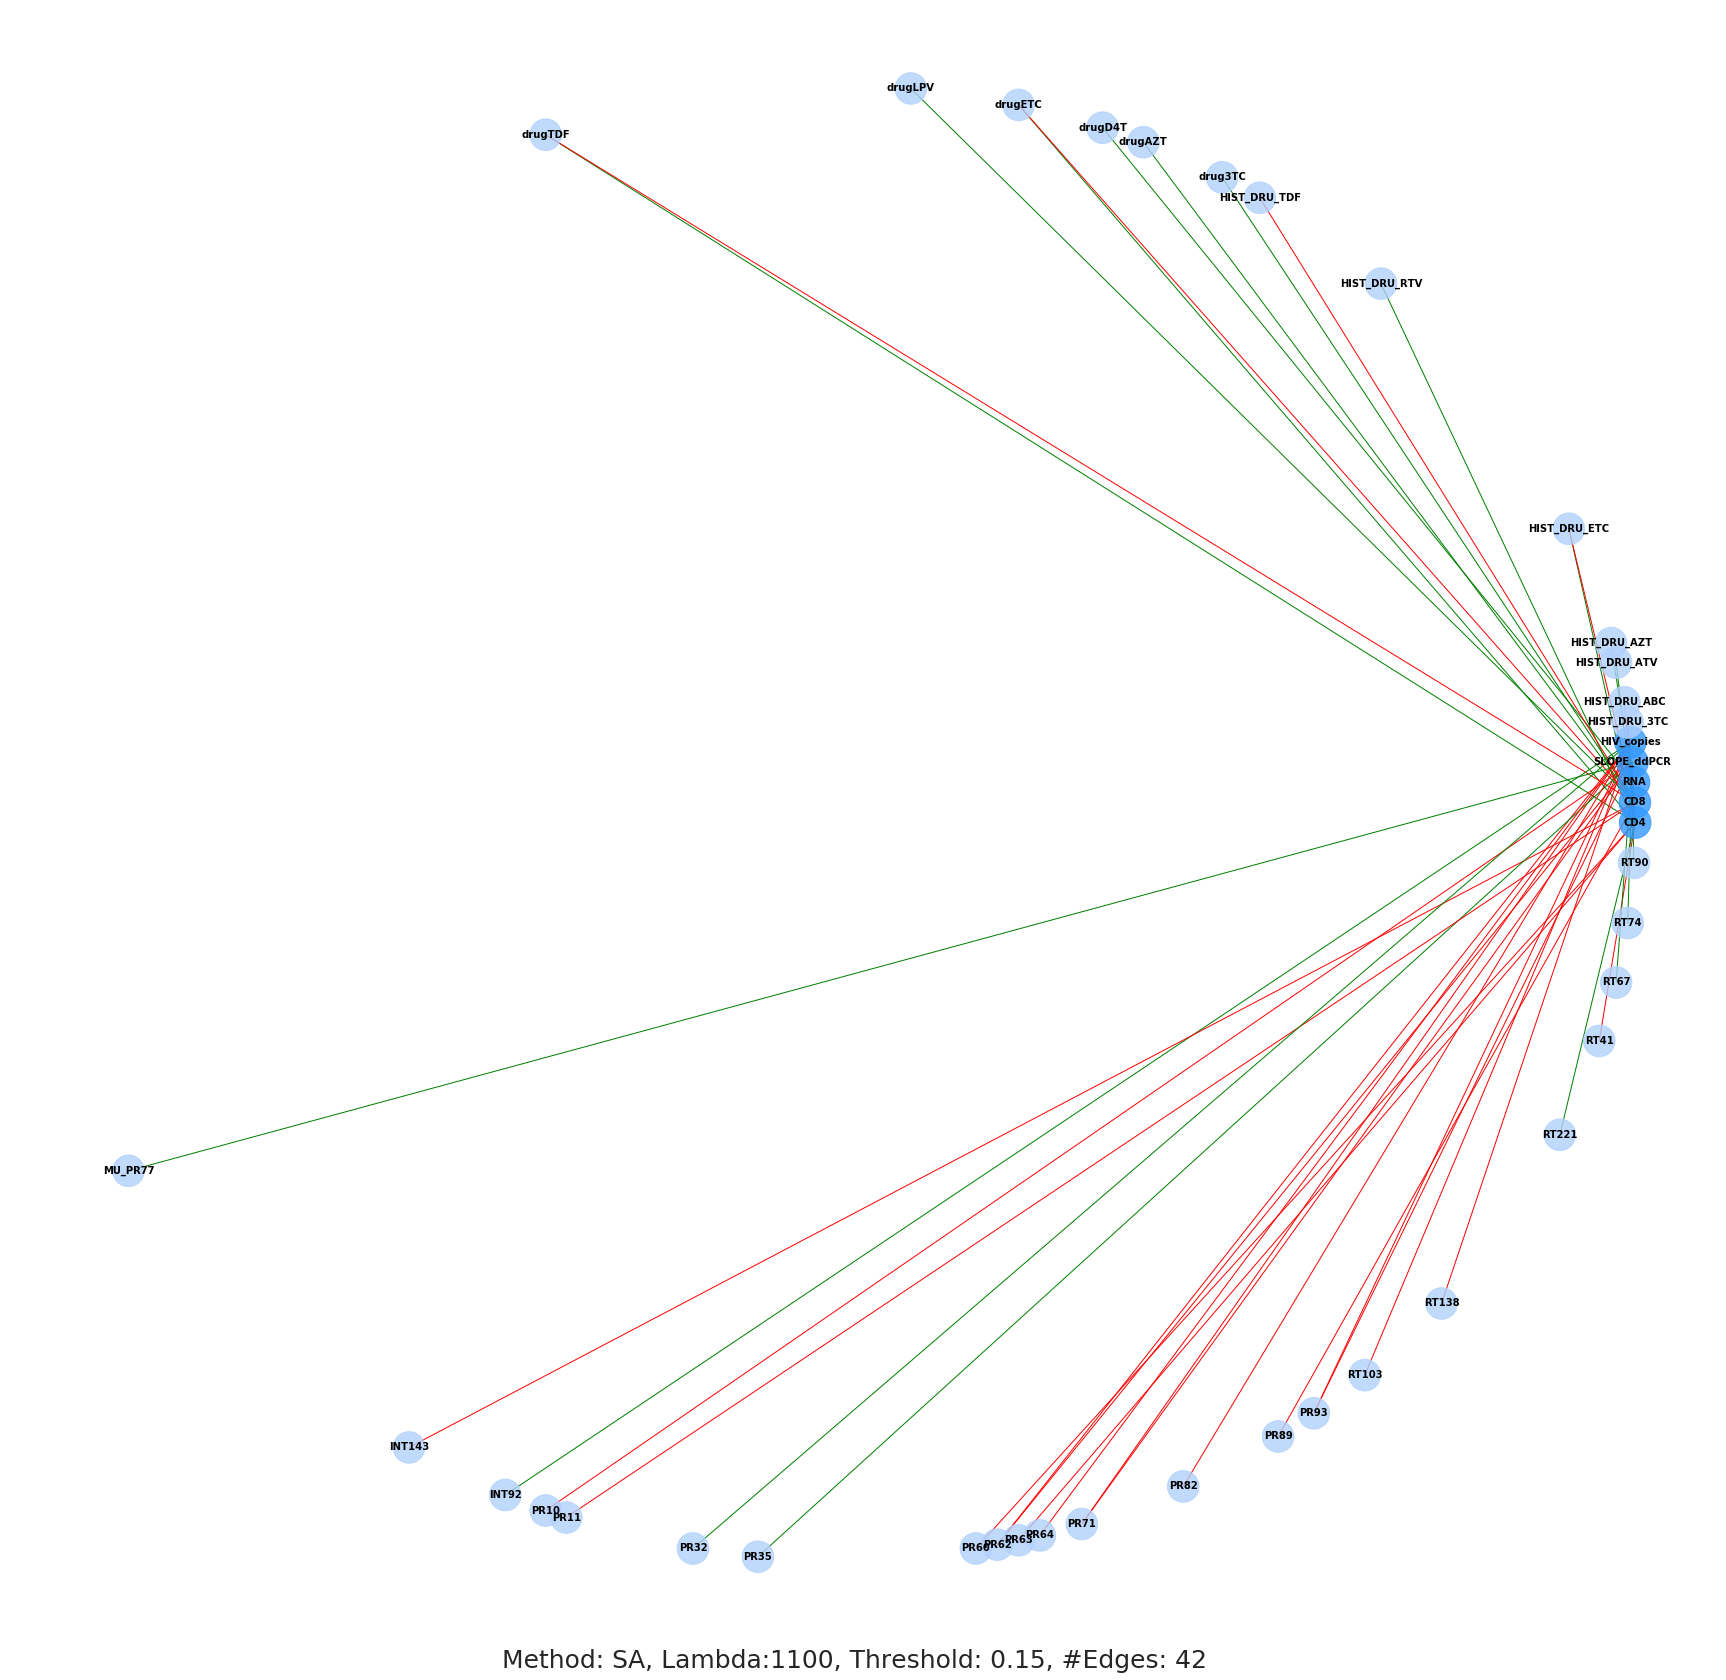 drugLPV
drugETC
drugD4T
drugTDF
drugAZT
drug3TC
HIST_DRU_TDF
HIST_DRU_RTV
HIST_DRU_ETC
HIST_DRU_AZT
HIST_DRU_ATV
HIST_DRU_ABC
HIST_DRU_3TC
HIV_copies
SLOPE_ddPCR
RNA
CD8
CD4
RT90
RT74
RT67
RT41
RT221
MU_PR77
RT138
RT103
PR93
PR89
INT143
PR82
INT92
PR10
PR11
PR71
PR64
PR63
PR62
PR60
PR32
PR35
Method: SA, Lambda:1100, Threshold: 0.15, #Edges: 42